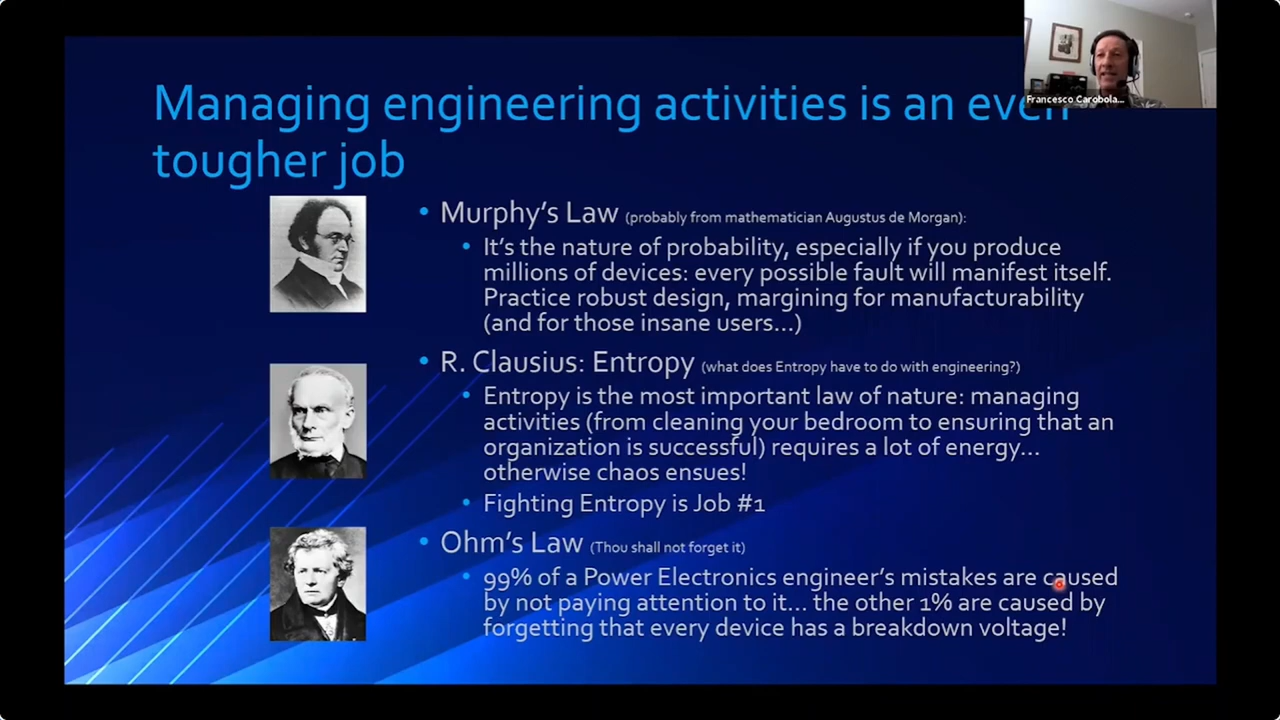 Francesco Carobola...
Managing engineering activities is an even
tougher job
• Murphy's Law (probably from mathematician Augustus de Morgan):
• It's the nature of probability, especially if you produce
millions of devices: every possible fault will manifest itself.
Practice robust design, margining for manufacturability
(and for those insane users...)
• R. Clausius: Entropy (what does Entropy have to do with engineering?)
• Entropy is the most important law of nature: managing
activities (from cleaning your bedroom to ensuring that an
organization is successful) requires a lot of energy...
otherwise chaos ensues!
• Fighting Entropy is Job #1
• Ohm's Law (Thou shall not forget it)
• 99% of a Power Electronics engineer's mistakes are caused
by not paying attention to it... the other 1% are caused by
forgetting that every device has a breakdown voltage!